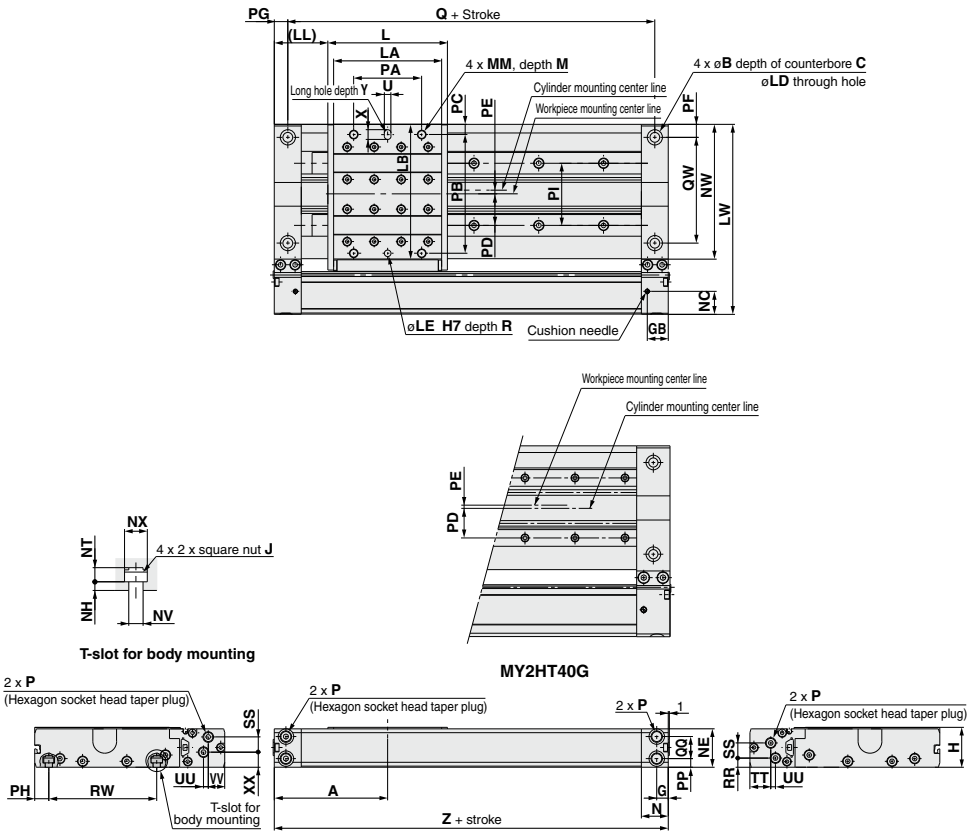 PG
Q + Stroke
(LL)
L
LA
PA
4 x MM, depth M
4 x øB depth of counterbore C
øLD through hole
Long hole depth Y
U
X
PC
PE
Cylinder mounting center line
Workpiece mounting center line
PF
LB
PB
PI
PD
QW
NW
LW
NC
øLE H7 depth R
Cushion needle
GB
Workpiece mounting center line
Cylinder mounting center line
PE
PD
NX
NT
4 x 2 x square nut J
NH
NV
T-slot for body mounting
MY2HT40G
2 x P
(Hexagon socket head taper plug)
2 x P
(Hexagon socket head taper plug)
2 x P
1
2 x P
(Hexagon socket head taper plug)
SS
XX
UU
VV
PH
RW
T-slot for
body mounting
A
Z + stroke
QQ
NE
PP
G
N
SS
RR
TT
UU
H